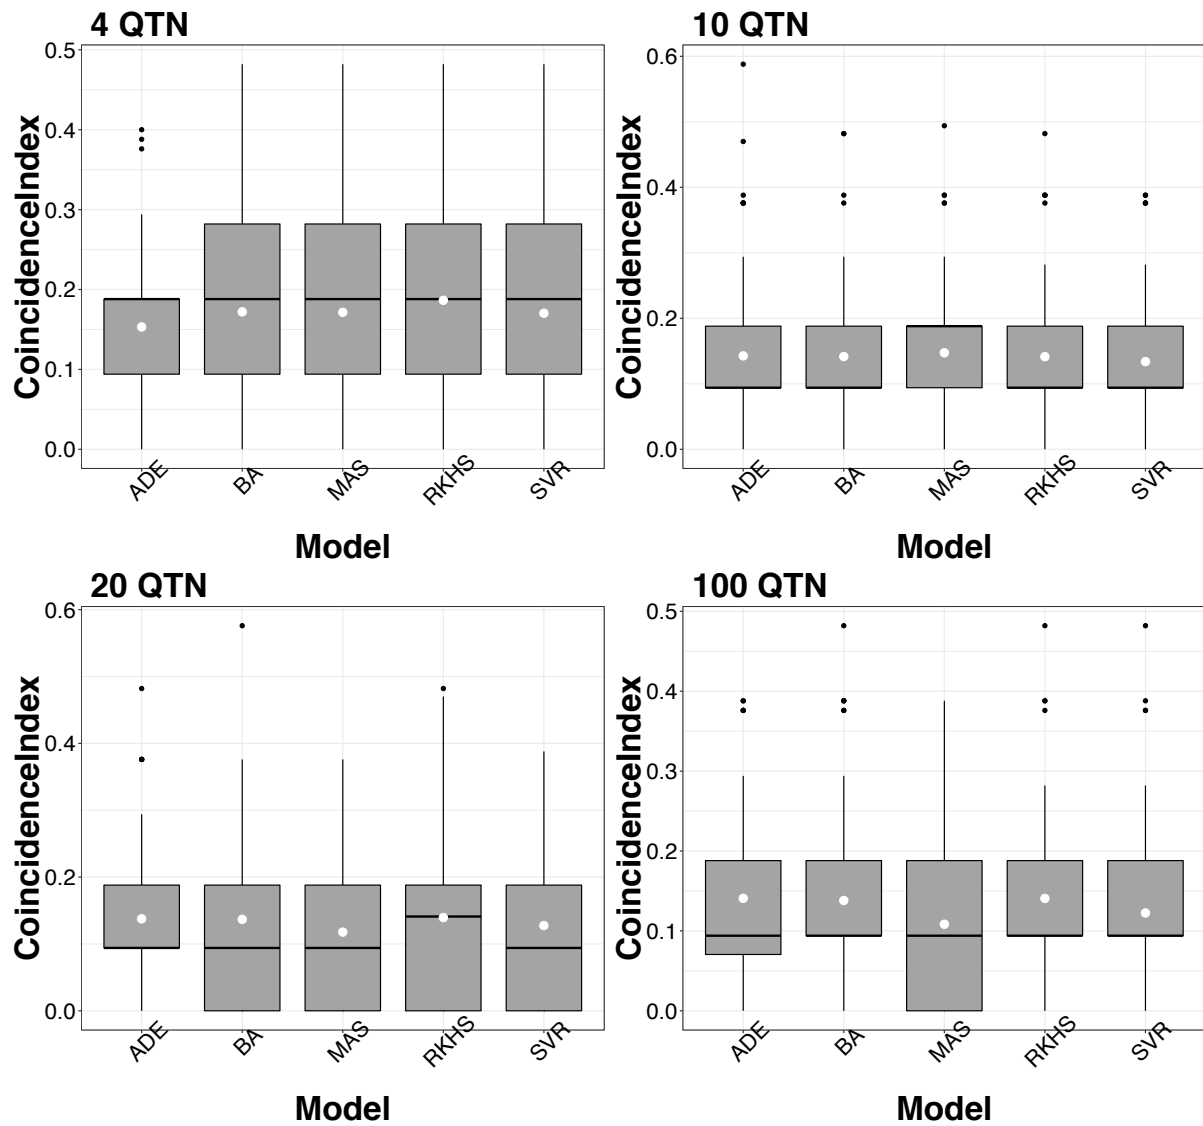 4 QTN
CoincidenceIndex
0.5
0.4
0.3
0.2
0.1
0.0
ADE
BA
MAS
RKHS
SVR
Model
10 QTN
CoincidenceIndex
0.6
0.4
0.2
0.0
ADE
BA
MAS
RKHS
SVR
Model
20 QTN
CoincidenceIndex
0.6
0.4
0.2
0.0
ADE
BA
MAS
RKHS
SVR
Model
100 QTN
CoincidenceIndex
0.5
0.4
0.3
0.2
0.1
0.0
ADE
BA
MAS
RKHS
SVR
Model